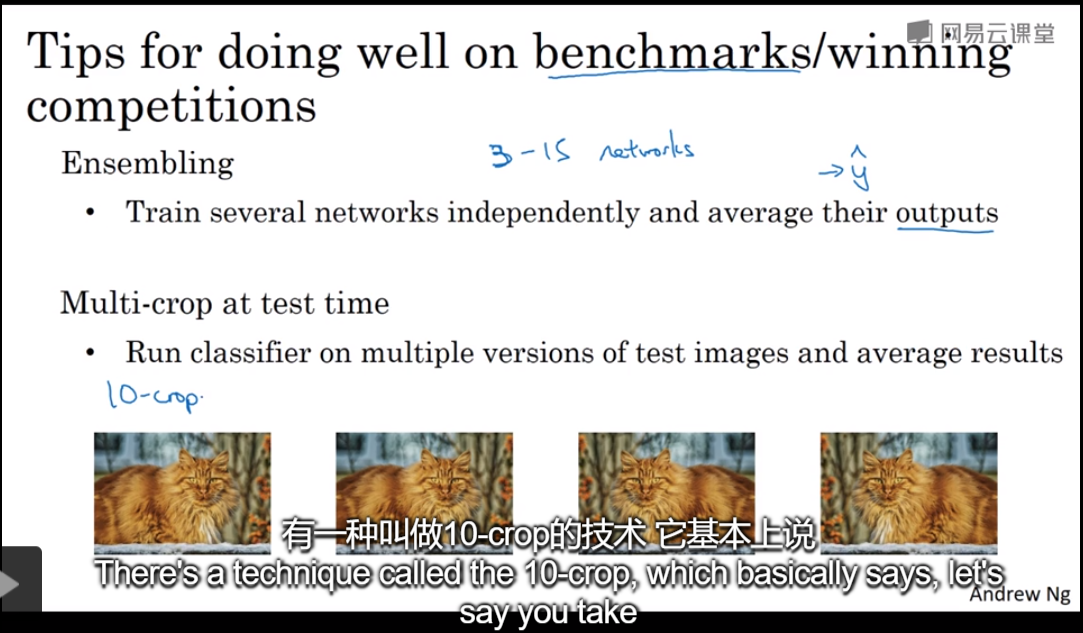 网易云课堂
Tips for doing well on benchmarks/winning
competitions
3-15 networks
Ensembling
→ ŷ
• Train several networks independently and average their outputs
Multi-crop at test time
• Run classifier on multiple versions of test images and average results
10-crop.
有一种叫做10-crop的技术 它基本上说
There's a technique called the 10-crop, which basically says, let's
say you take
Andrew Ng